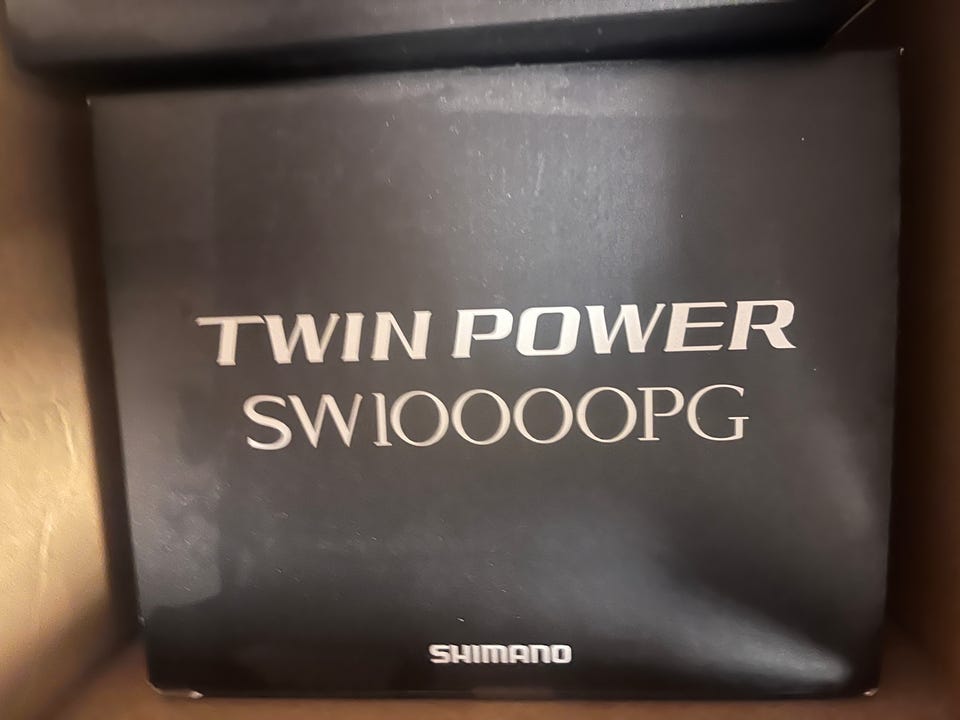 TWIN POWER
SW10000PG
SHIMANO